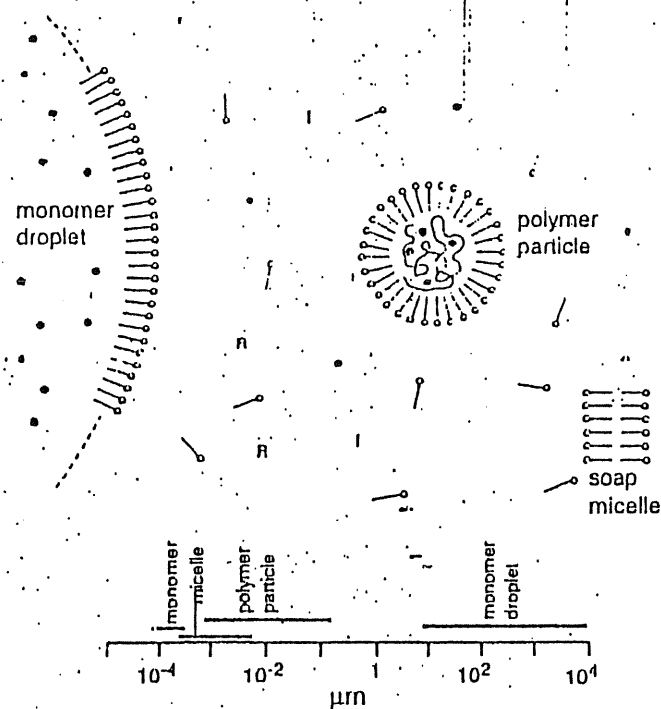 I
monomer
droplet
polymer
particle
R
R
I
soap
micelle
monomer
micelle
polymer
particle
monomer
droplet
10-4
10-2
1
10²
10⁴
μm